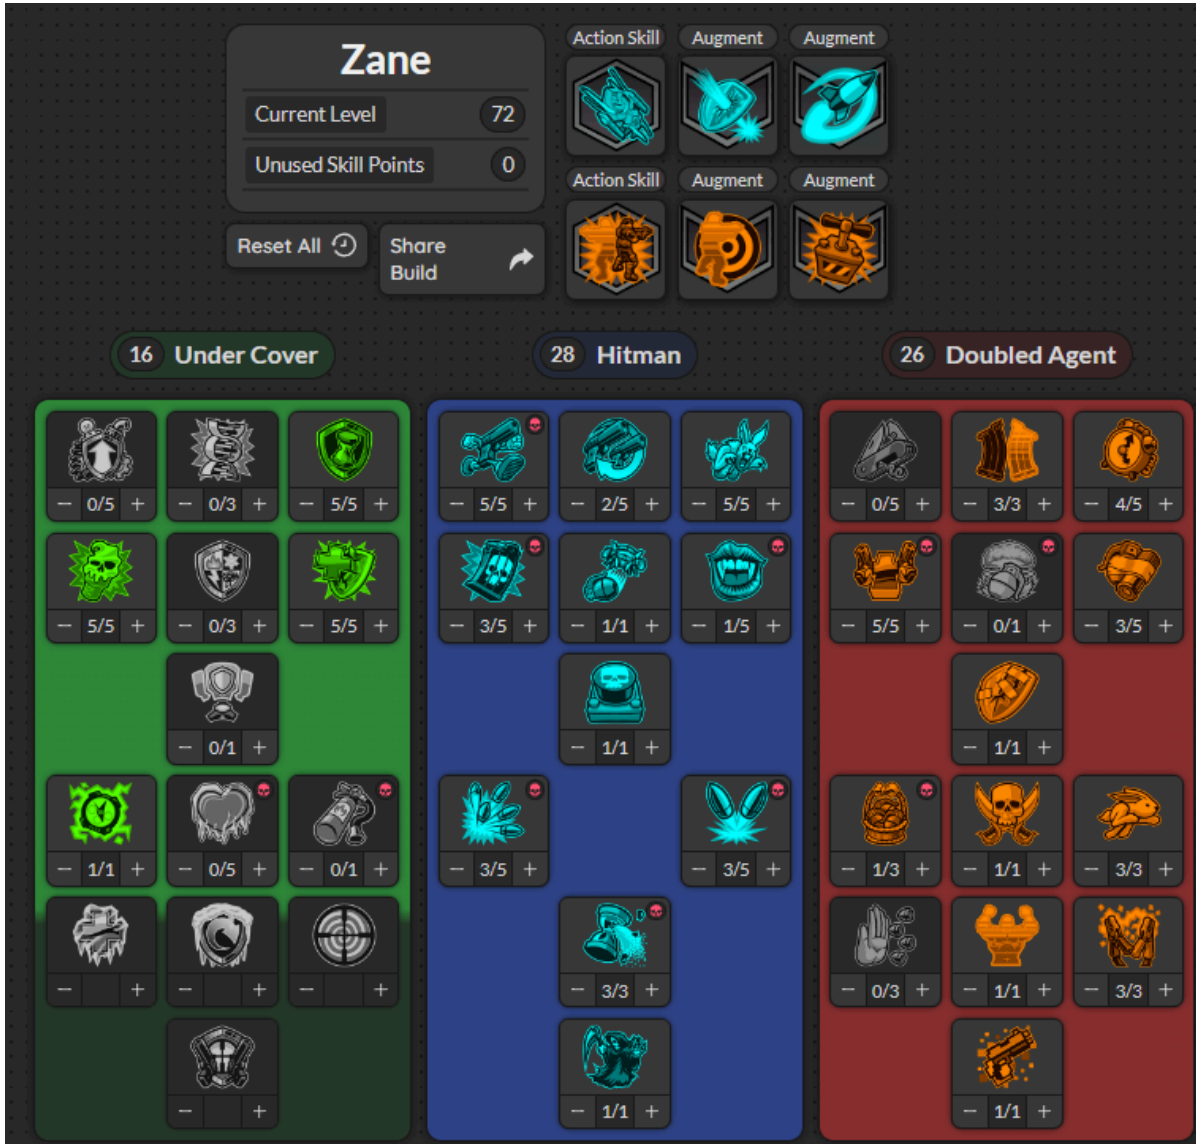 Zane
Current Level 72
Unused Skill Points 0
Reset All
Share
Build
Action Skill Augment Augment
Action Skill Augment Augment
16 Under Cover
28 Hitman
26 Doubled Agent
− 0/5 + − 0/3 + − 5/5 + − 5/5 + − 2/5 + − 5/5 + − 0/5 + − 3/3 + − 4/5 +
− 5/5 + − 0/3 + − 5/5 + − 3/5 + − 1/1 + − 1/5 + − 5/5 + − 0/1 + − 3/5 +
− 0/1 + − 1/1 + − 1/1 +
− 1/1 + − 0/5 + − 0/1 + − 3/5 + − 3/5 + − 1/3 + − 1/1 + − 3/3 +
− + − + − + − 3/3 + − 0/3 + − 1/1 + − 3/3 +
− + − 1/1 + − 1/1 +